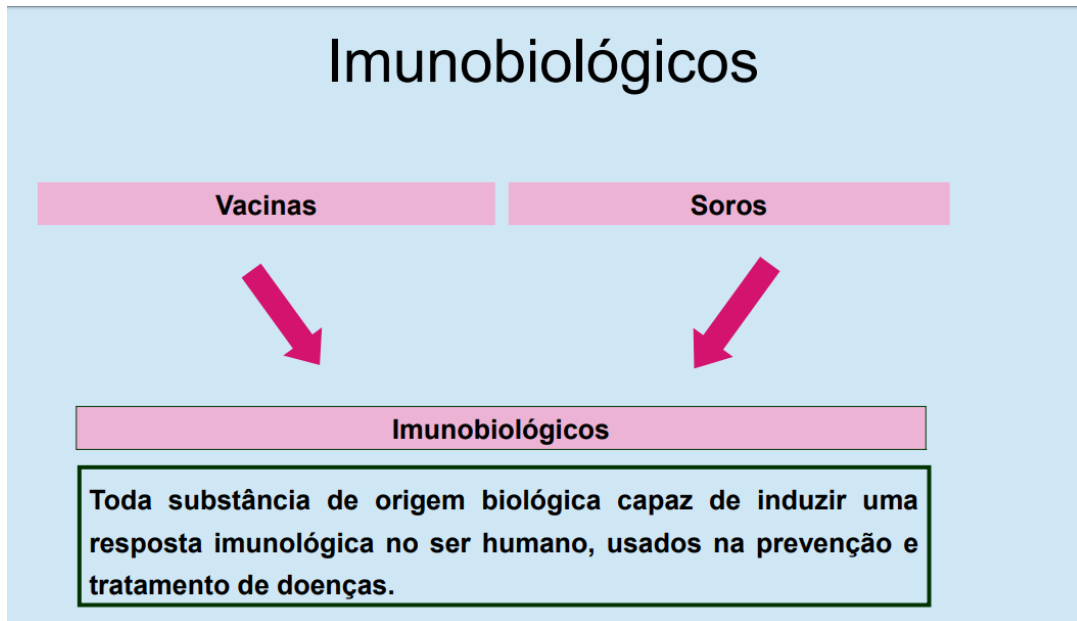 Imunobiológicos
Vacinas
Soros
Imunobiológicos
Toda substância de origem biológica capaz de induzir uma
resposta imunológica no ser humano, usados na prevenção e
tratamento de doenças.